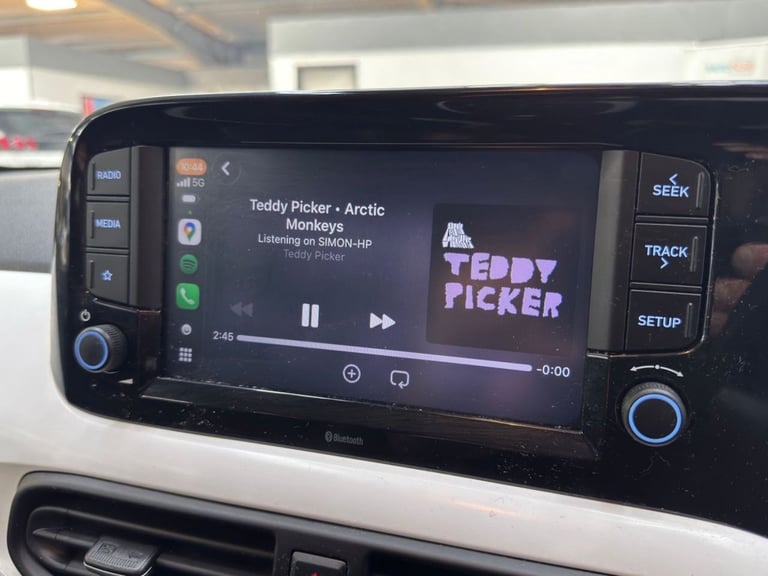 RADIO
MEDIA
10:44
5G
Teddy Picker • Arctic
Monkeys
Listening on SIMON-HP
Teddy Picker
2:45
-0:00
TEDDY
PICKER
SEEK
TRACK
SETUP
Bluetooth